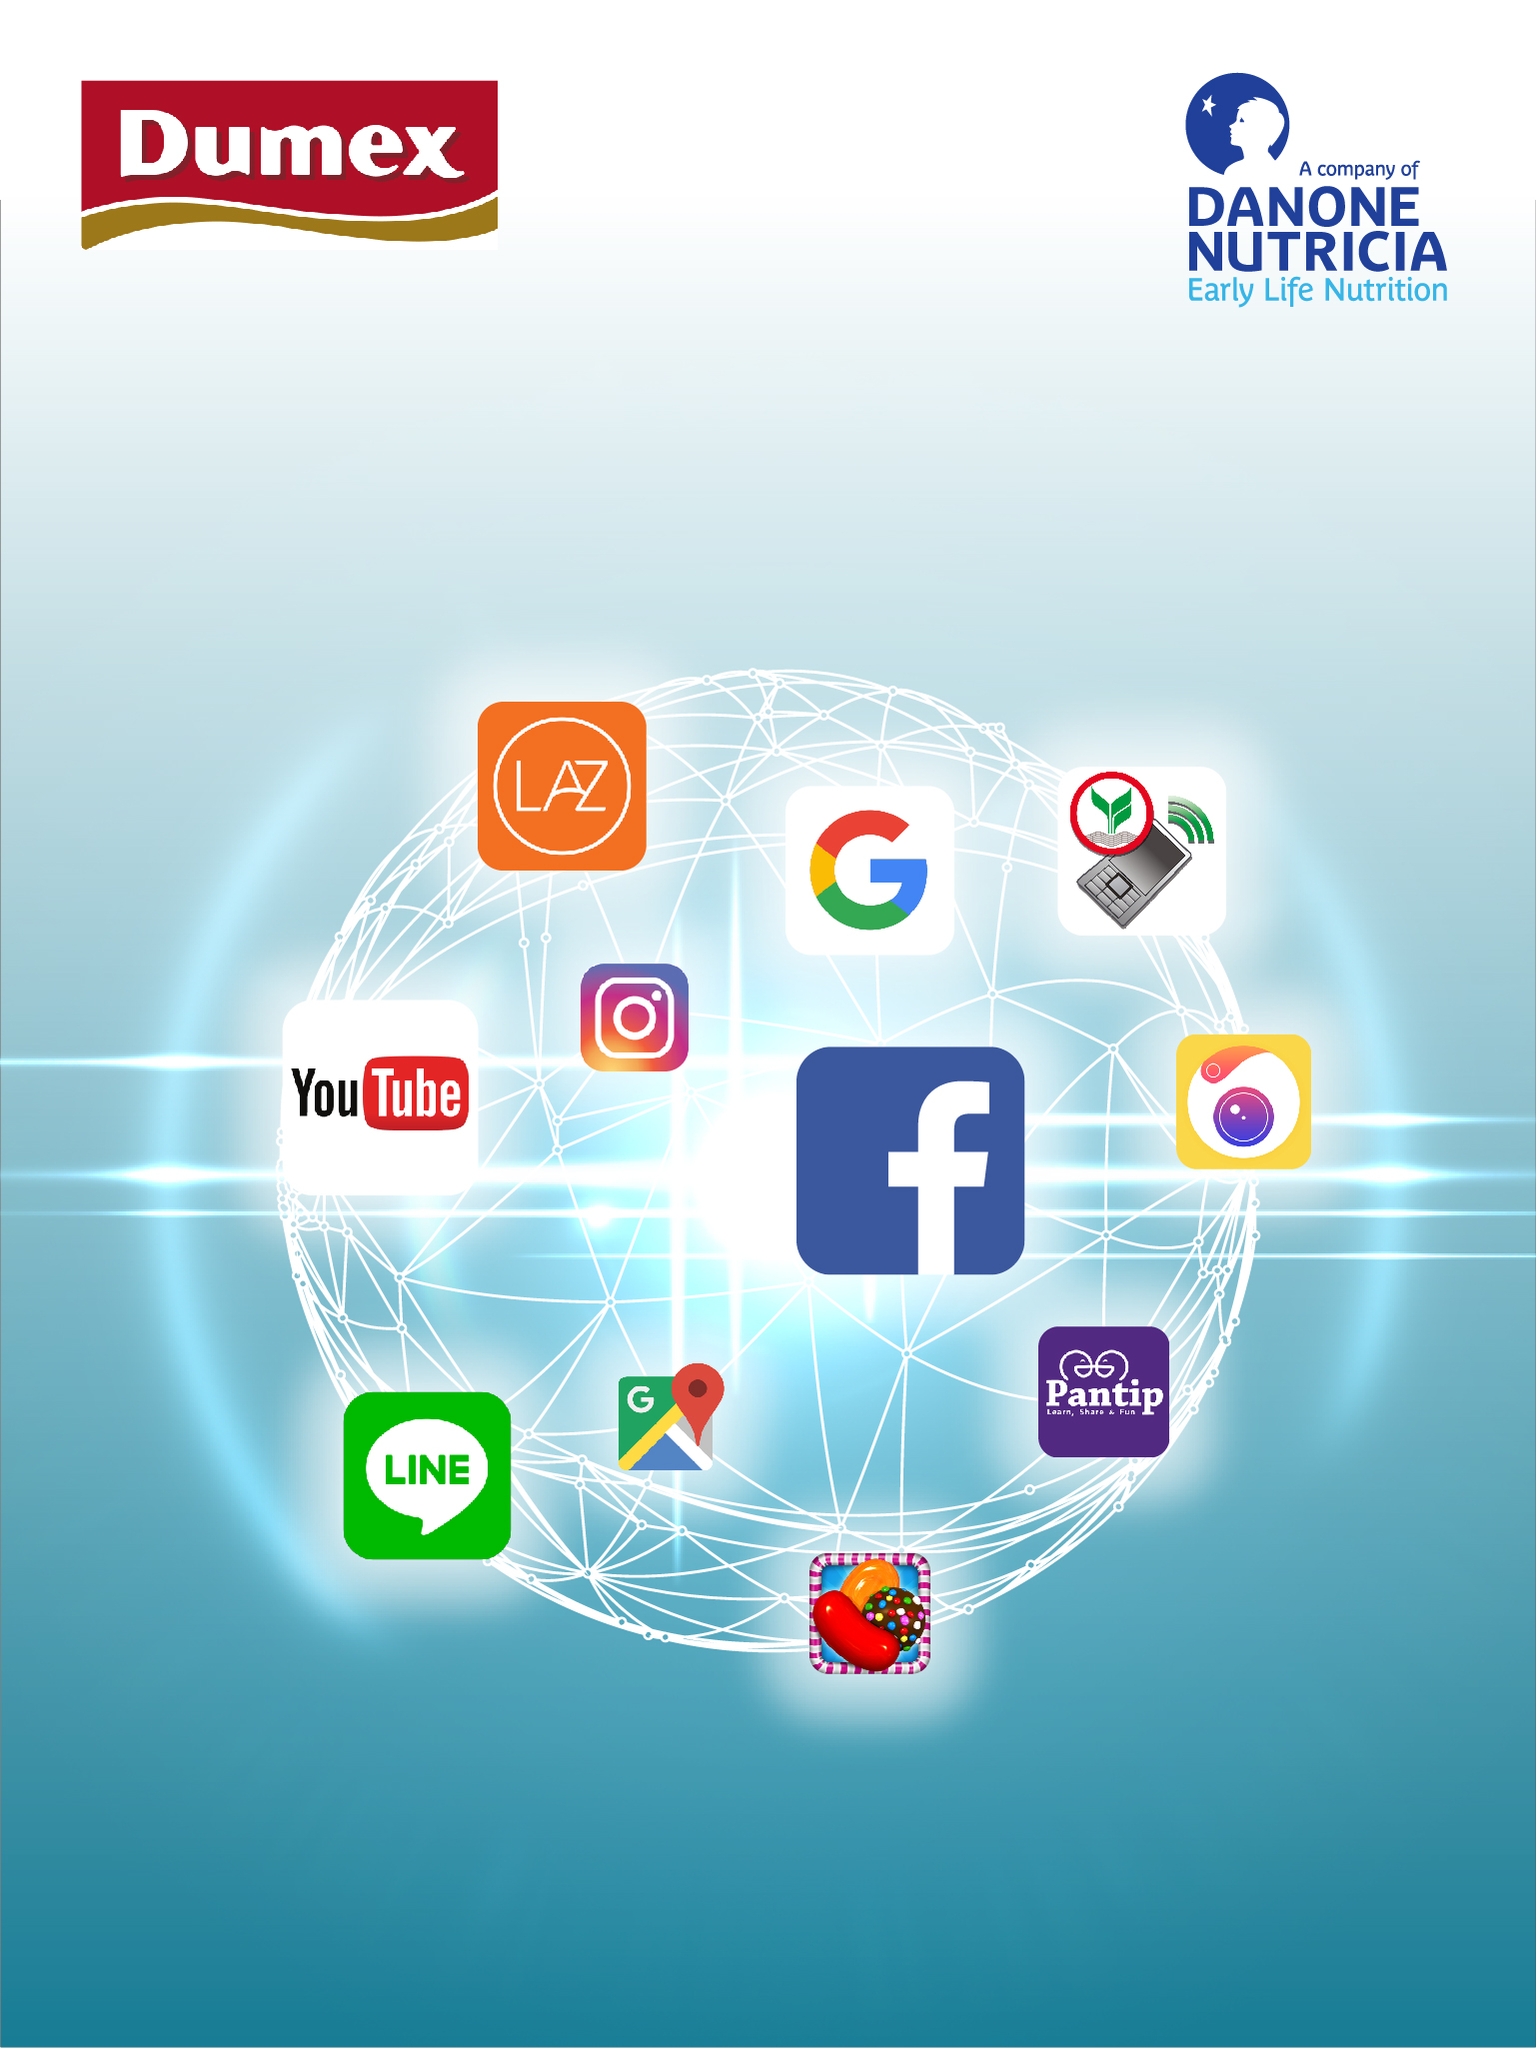 Dumex
A company of
DANONE
NUTRICIA
Early Life Nutrition
LAZ
G
YouTube
f
Pantip
Learn, Share & Fun
G
LINE